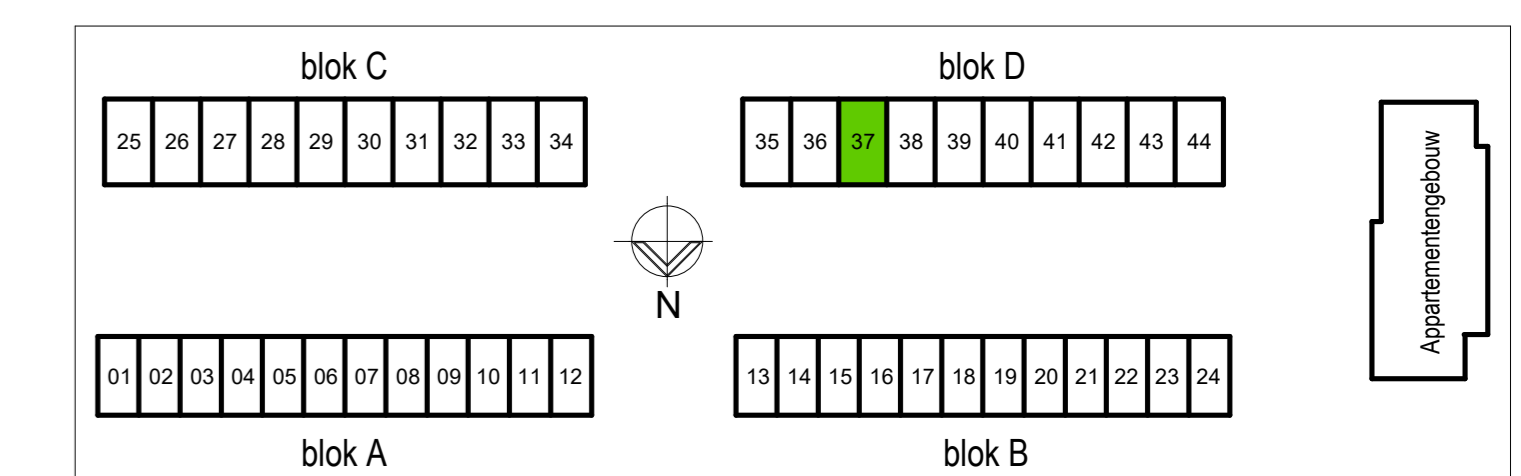 blok C
blok D
25 26 27 28 29 30 31 32 33 34
35 36 37 38 39 40 41 42 43 44
Appartementengebouw
N
01 02 03 04 05 06 07 08 09 10 11 12
13 14 15 16 17 18 19 20 21 22 23 24
blok A
blok B